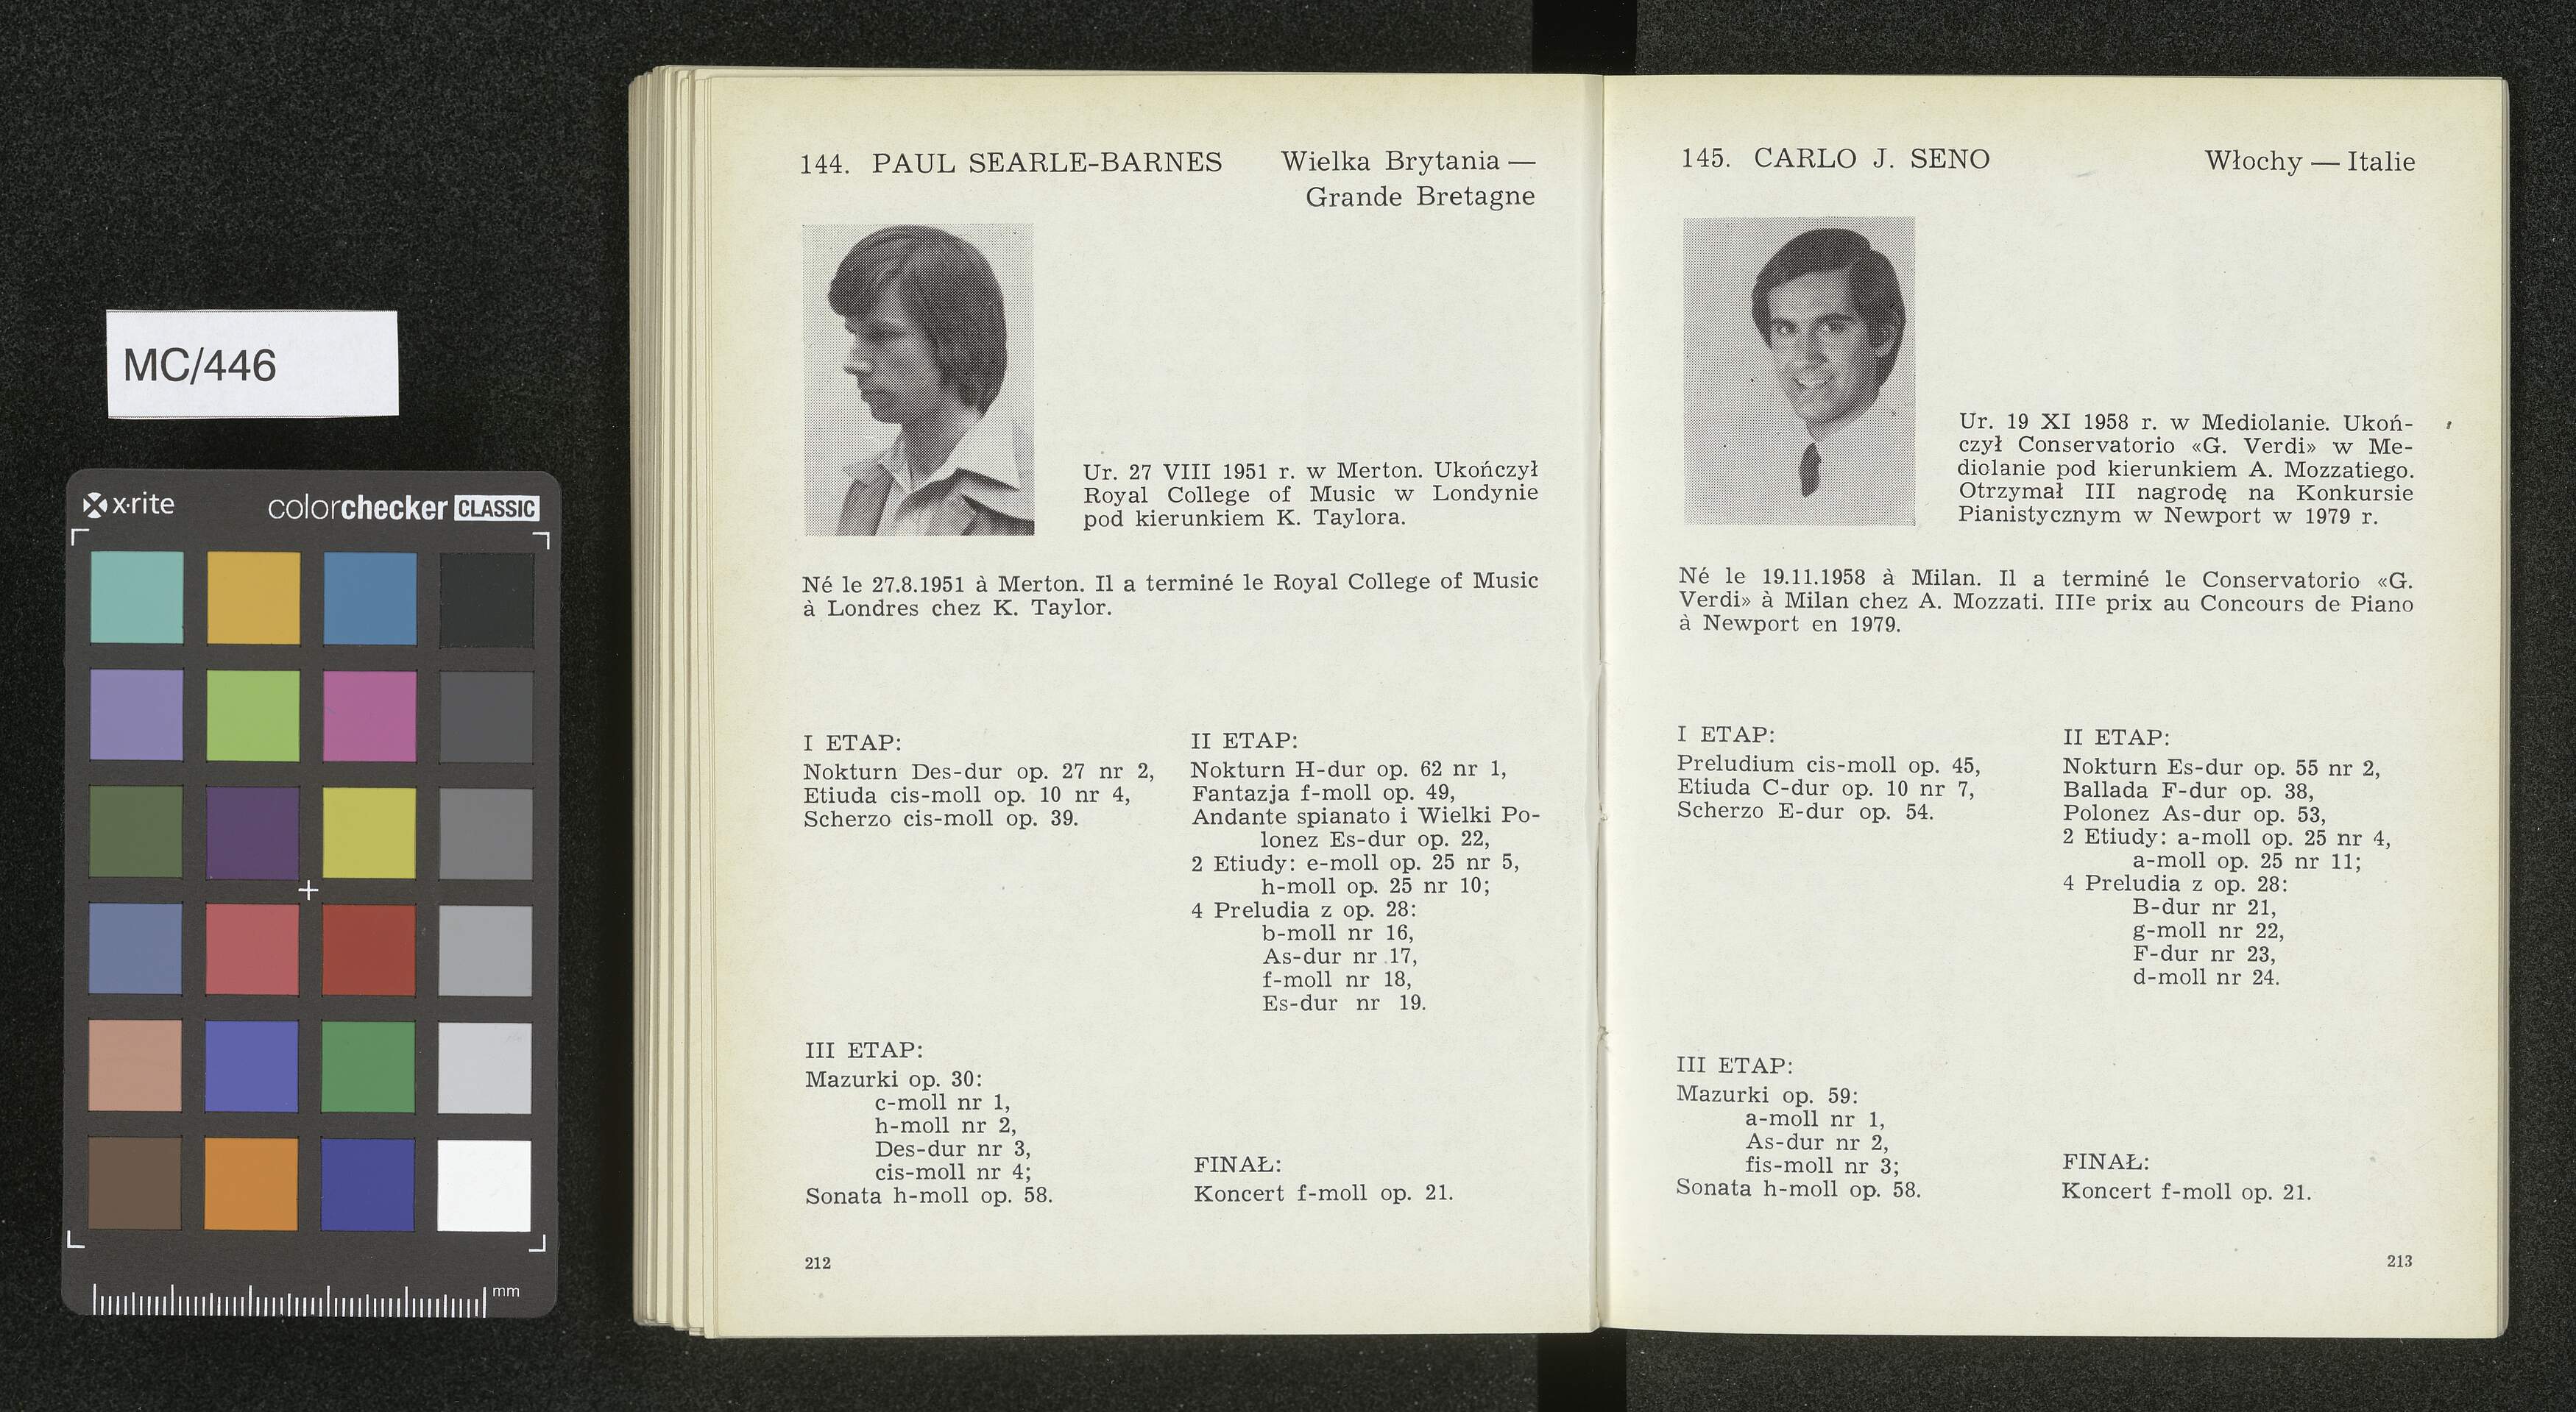 MC/446
x·rite colorchecker CLASSIC
mm
144. PAUL SEARLE-BARNES Wielka Brytania —
Grande Bretagne
Ur. 27 VIII 1951 r. w Merton. Ukończył
Royal College of Music w Londynie
pod kierunkiem K. Taylora.
Né le 27.8.1951 à Merton. Il a terminé le Royal College of Music
à Londres chez K. Taylor.
I ETAP:
Nokturn Des-dur op. 27 nr 2,
Etiuda cis-moll op. 10 nr 4,
Scherzo cis-moll op. 39.
II ETAP:
Nokturn H-dur op. 62 nr 1,
Fantazja f-moll op. 49,
Andante spianato i Wielki Po-
lonez Es-dur op. 22,
2 Etiudy: e-moll op. 25 nr 5,
h-moll op. 25 nr 10;
4 Preludia z op. 28:
b-moll nr 16,
As-dur nr 17,
f-moll nr 18,
Es-dur nr 19.
III ETAP:
Mazurki op. 30:
c-moll nr 1,
h-moll nr 2,
Des-dur nr 3,
cis-moll nr 4;
Sonata h-moll op. 58.
FINAŁ:
Koncert f-moll op. 21.
212
145. CARLO J. SENO Włochy — Italie
Ur. 19 XI 1958 r. w Mediolanie. Ukoń-
czył Conservatorio «G. Verdi» w Me-
diolanie pod kierunkiem A. Mozzatiego.
Otrzymał III nagrodę na Konkursie
Pianistycznym w Newport w 1979 r.
Né le 19.11.1958 à Milan. Il a terminé le Conservatorio «G.
Verdi» à Milan chez A. Mozzati. IIIe prix au Concours de Piano
à Newport en 1979.
I ETAP:
Preludium cis-moll op. 45,
Etiuda C-dur op. 10 nr 7,
Scherzo E-dur op. 54.
II ETAP:
Nokturn Es-dur op. 55 nr 2,
Ballada F-dur op. 38,
Polonez As-dur op. 53,
2 Etiudy: a-moll op. 25 nr 4,
a-moll op. 25 nr 11;
4 Preludia z op. 28:
B-dur nr 21,
g-moll nr 22,
F-dur nr 23,
d-moll nr 24.
III ETAP:
Mazurki op. 59:
a-moll nr 1,
As-dur nr 2,
fis-moll nr 3;
Sonata h-moll op. 58.
FINAŁ:
Koncert f-moll op. 21.
213